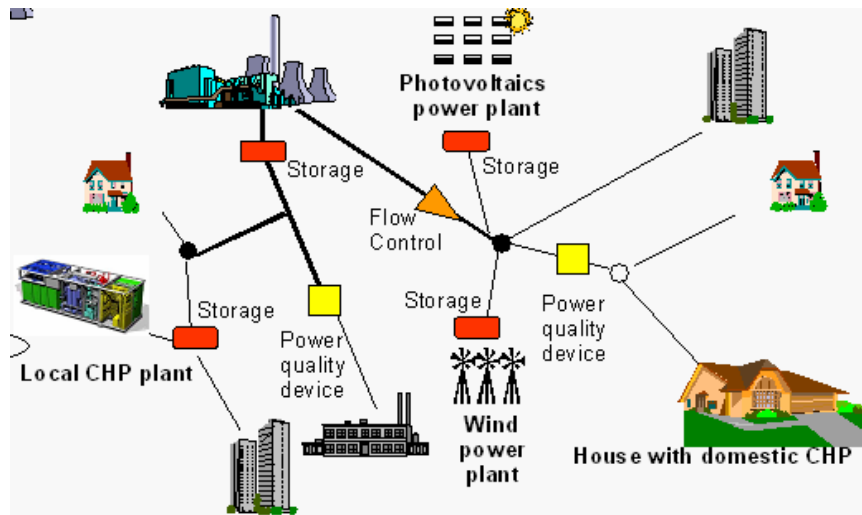 Photovoltaics
power plant
Storage
Storage
Flow
Control
Storage
Storage
Power
quality
device
Power
quality
device
Local CHP plant
Wind
power
plant
House with domestic CHP